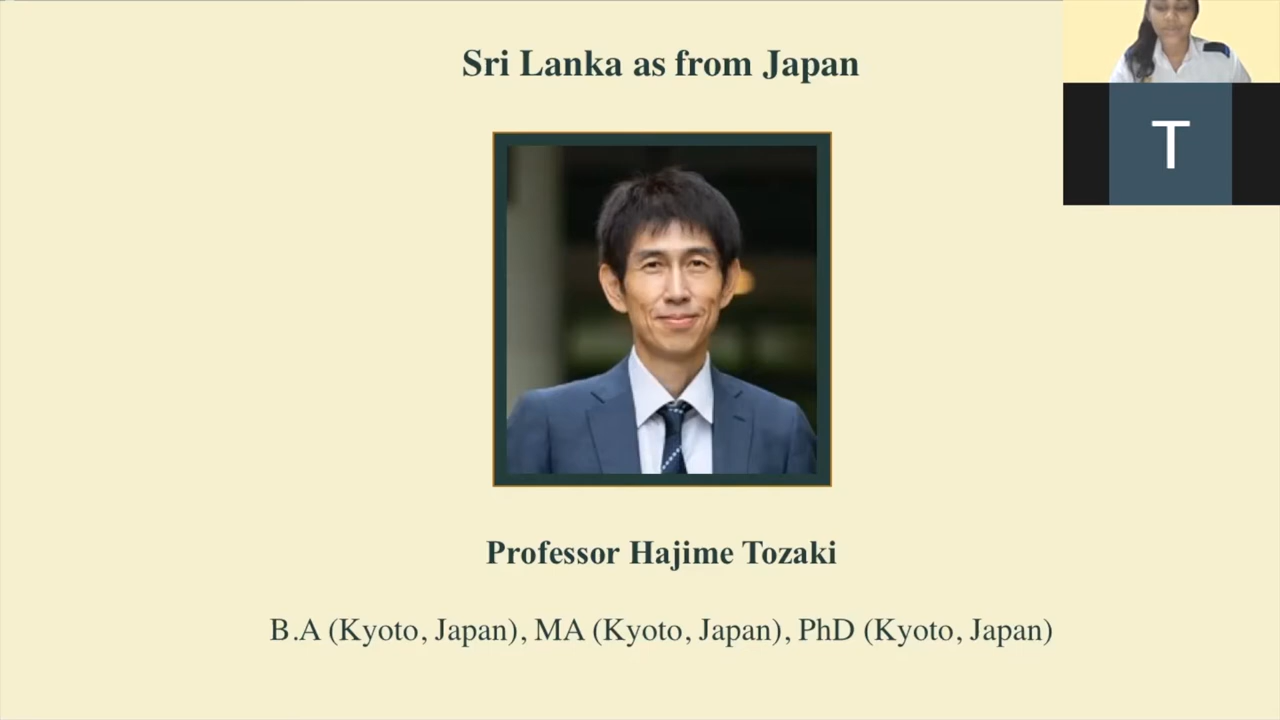 Sri Lanka as from Japan
T
Professor Hajime Tozaki
B.A (Kyoto, Japan), MA (Kyoto, Japan), PhD (Kyoto, Japan)